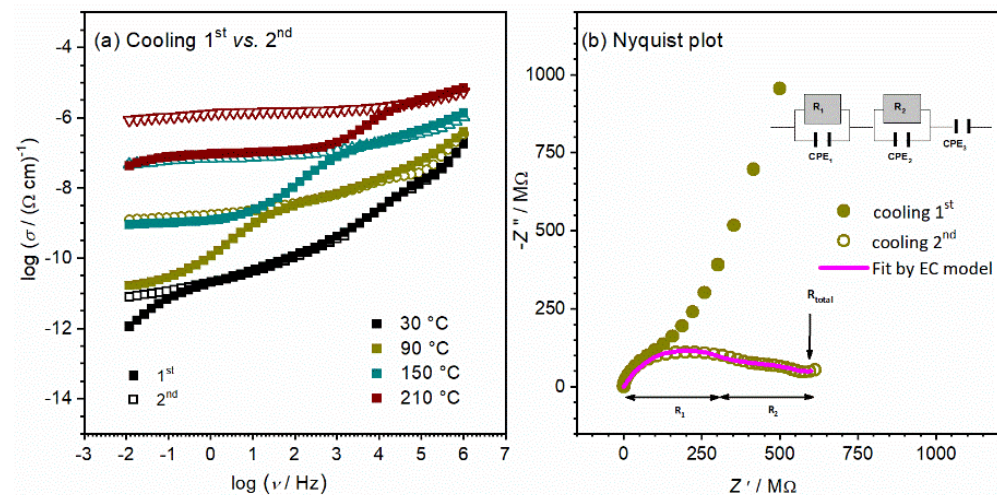 (a) Cooling 1st vs. 2nd
-4
-6
-8
-10
-12
-14
log (σ / (Ω cm)⁻¹
30 °C
90 °C
150 °C
210 °C
1st
2nd
-2 -1 0 1 2 3 4 5 6 7
log (ν / Hz)
(b) Nyquist plot
1000
750
500
250
0
-Z'' / MΩ
R1
R2
CPE1
CPE2
CPE3
cooling 1st
cooling 2nd
Fit by EC model
Rtotal
R1
R2
0 250 500 750 1000
Z' / MΩ